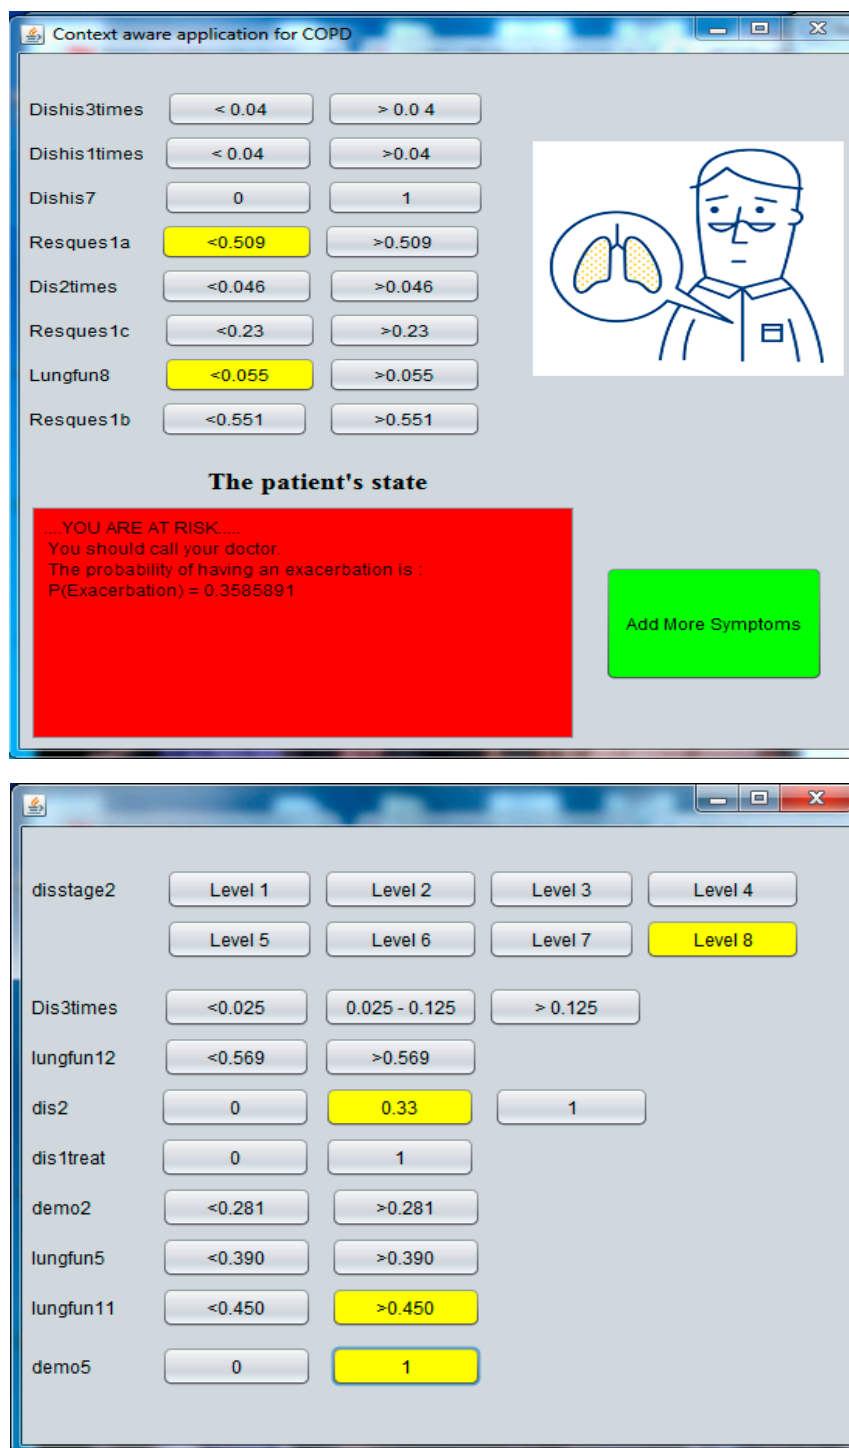 Context aware application for COPD
Dishis3times < 0.04 > 0.0 4
Dishis1times < 0.04 >0.04
Dishis7 0 1
Resques1a <0.509 >0.509
Dis2times <0.046 >0.046
Resques1c <0.23 >0.23
Lungfun8 <0.055 >0.055
Resques1b <0.551 >0.551
The patient's state
....YOU ARE AT RISK.....
You should call your doctor.
The probability of having an exacerbation is :
P(Exacerbation) = 0.3585891
Add More Symptoms
disstage2 Level 1 Level 2 Level 3 Level 4
Level 5 Level 6 Level 7 Level 8
Dis3times <0.025 0.025 - 0.125 > 0.125
lungfun12 <0.569 >0.569
dis2 0 0.33 1
dis1treat 0 1
demo2 <0.281 >0.281
lungfun5 <0.390 >0.390
lungfun11 <0.450 >0.450
demo5 0 1